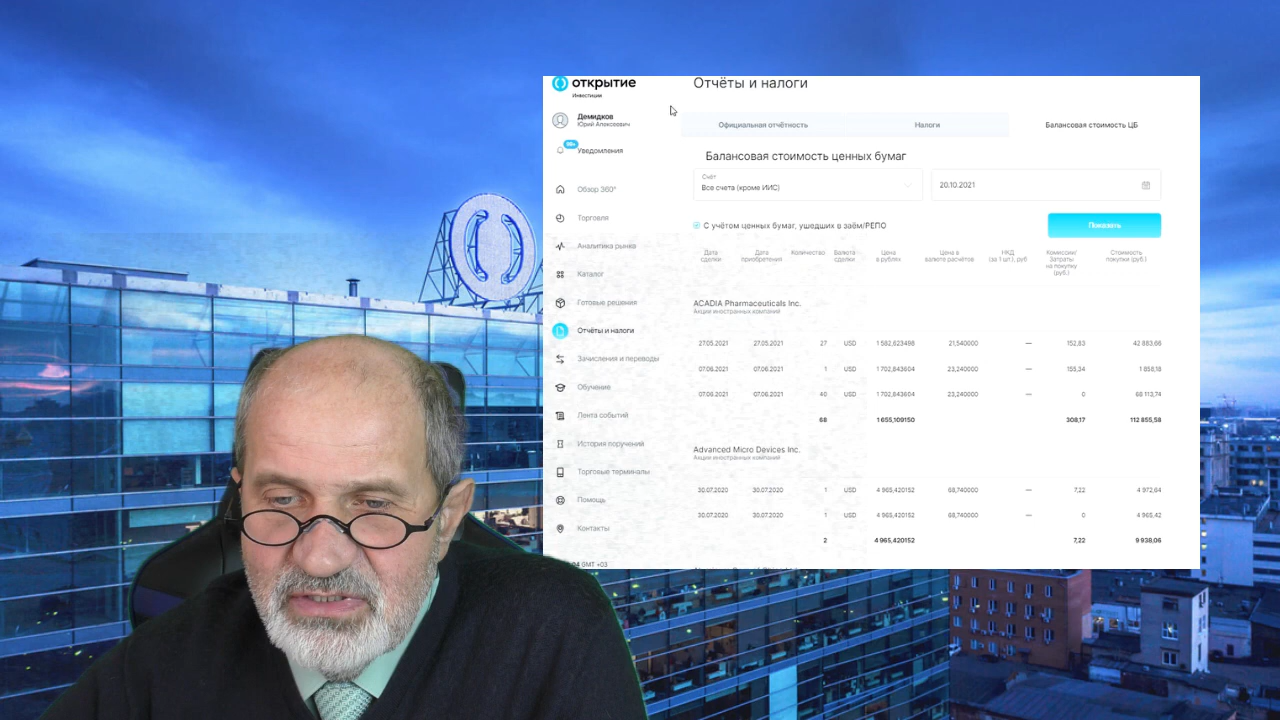 открытие
Инвестиции
Демидков
Юрий Алексеевич
99+
Уведомления
Обзор 360°
Торговля
Аналитика рынка
Каталог
Готовые решения
Отчёты и налоги
Зачисления и переводы
Обучение
Лента событий
История поручений
Торговые терминалы
Помощь
Контакты
04 GMT +03
Отчёты и налоги
Официальная отчётность Налоги Балансовая стоимость ЦБ
Балансовая стоимость ценных бумаг
Счёт
Все счета (кроме ИИС)
20.10.2021
С учётом ценных бумаг, ушедших в заём/РЕПО
Показать
Дата сделки
Дата приобретения
Количество
Валюта сделки
Цена в рублях
Цена в валюте расчётов
НКД (за 1 шт.), руб
Комиссии/Затраты на покупку (руб.)
Стоимость покупки (руб.)
ACADIA Pharmaceuticals Inc.
Акции иностранных компаний
27.05.2021 27.05.2021 27 USD 1 582,623498 21,540000 — 152,83 42 883,66
07.06.2021 07.06.2021 1 USD 1 702,843604 23,240000 — 155,34 1 858,18
07.06.2021 07.06.2021 40 USD 1 702,843604 23,240000 — 0 68 113,74
68 1 655,109150 308,17 112 855,58
Advanced Micro Devices Inc.
Акции иностранных компаний
30.07.2020 30.07.2020 1 USD 4 965,420152 68,740000 — 7,22 4 972,64
30.07.2020 30.07.2020 1 USD 4 965,420152 68,740000 — 0 4 965,42
2 4 965,420152 7,22 9 938,06